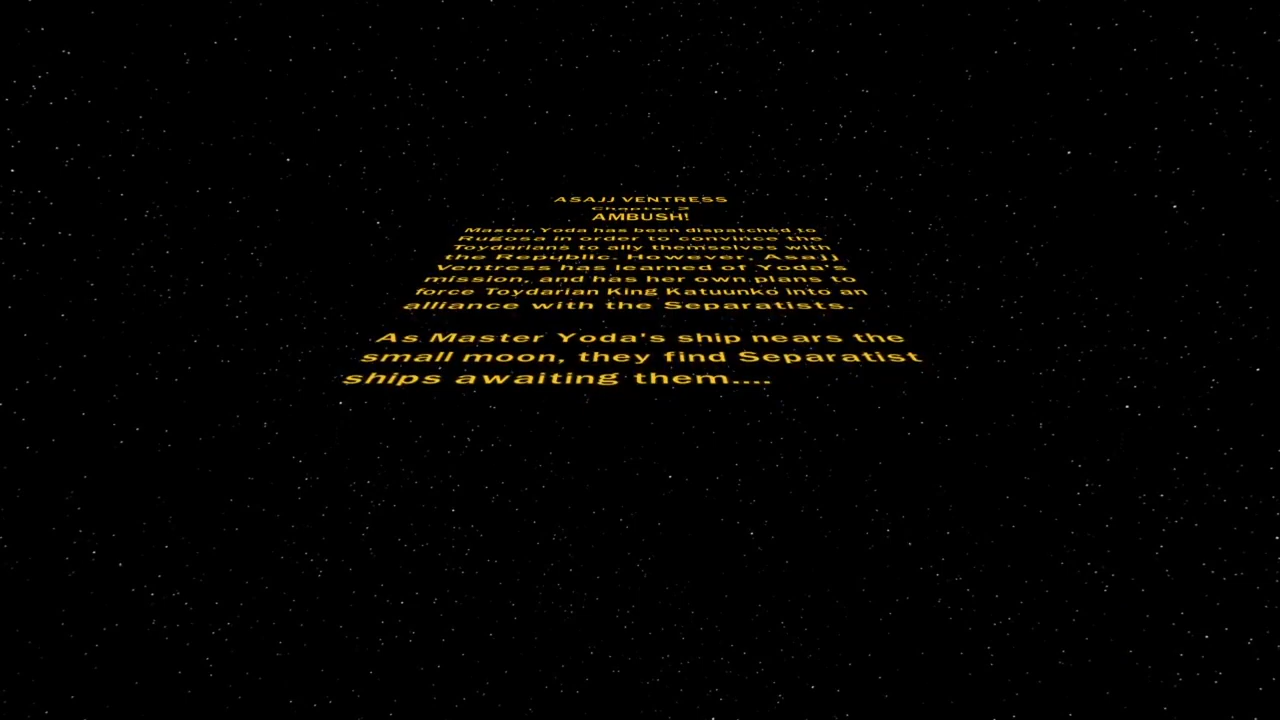 ASAJJ VENTRESS
Chapter 2
AMBUSH!
Master Yoda has been dispatched to
Rugosa in order to convince the
Toydarians to ally themselves with
the Republic. However, Asajj
Ventress has learned of Yoda's
mission, and has her own plans to
force Toydarian King Katuunko into an
alliance with the Separatists.
As Master Yoda's ship nears the
small moon, they find Separatist
ships awaiting them....